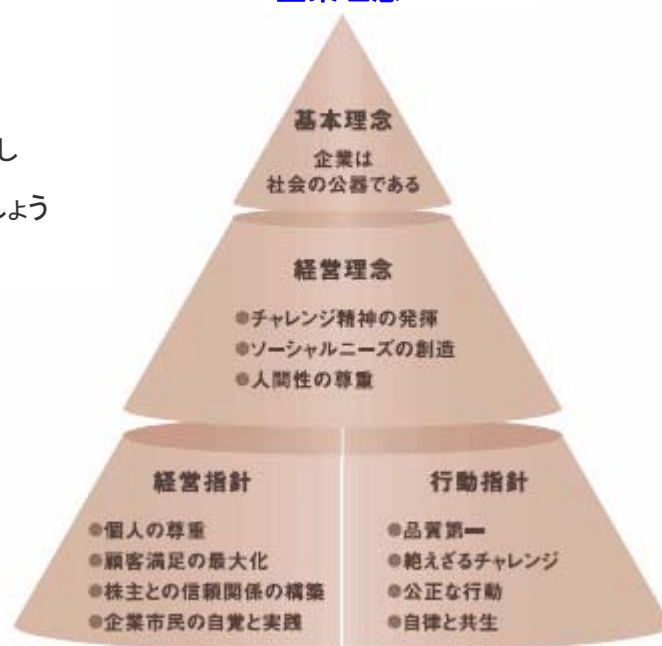 基本理念
企業は
社会の公器である
し
しょう
経営理念
●チャレンジ精神の発揮
●ソーシャルニーズの創造
●人間性の尊重
経営指針
●個人の尊重
●顧客満足の最大化
●株主との信頼関係の構築
●企業市民の自覚と実践
行動指針
●品質第一
●絶えざるチャレンジ
●公正な行動
●自律と共生